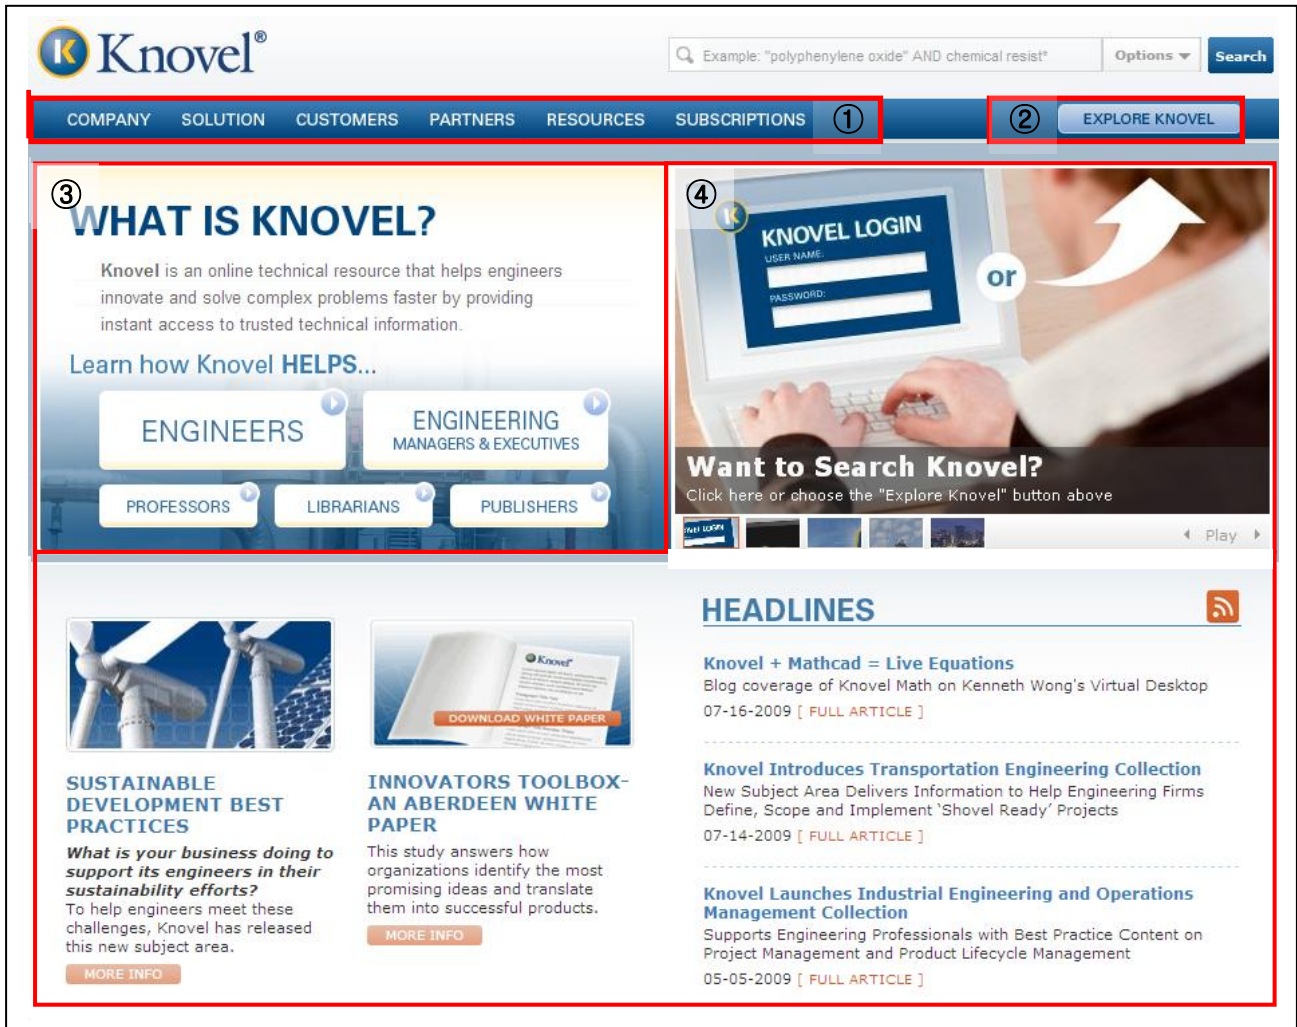 K Knovel®
Example: "polyphenylene oxide" AND chemical resist*
Options
Search
COMPANY SOLUTION CUSTOMERS PARTNERS RESOURCES SUBSCRIPTIONS ① ② EXPLORE KNOVEL
③
WHAT IS KNOVEL?
Knovel is an online technical resource that helps engineers
innovate and solve complex problems faster by providing
instant access to trusted technical information.
Learn how Knovel HELPS...
ENGINEERS
ENGINEERING
MANAGERS & EXECUTIVES
PROFESSORS LIBRARIANS PUBLISHERS
④
K
KNOVEL LOGIN
USER NAME:
PASSWORD:
or
Want to Search Knovel?
Click here or choose the "Explore Knovel" button above
Play
Knovel
DOWNLOAD WHITE PAPER
SUSTAINABLE
DEVELOPMENT BEST
PRACTICES
What is your business doing to
support its engineers in their
sustainability efforts?
To help engineers meet these
challenges, Knovel has released
this new subject area.
MORE INFO
INNOVATORS TOOLBOX-
AN ABERDEEN WHITE
PAPER
This study answers how
organizations identify the most
promising ideas and translate
them into successful products.
MORE INFO
HEADLINES
Knovel + Mathcad = Live Equations
Blog coverage of Knovel Math on Kenneth Wong's Virtual Desktop
07-16-2009 [ FULL ARTICLE ]
Knovel Introduces Transportation Engineering Collection
New Subject Area Delivers Information to Help Engineering Firms
Define, Scope and Implement ‘Shovel Ready’ Projects
07-14-2009 [ FULL ARTICLE ]
Knovel Launches Industrial Engineering and Operations
Management Collection
Supports Engineering Professionals with Best Practice Content on
Project Management and Product Lifecycle Management
05-05-2009 [ FULL ARTICLE ]